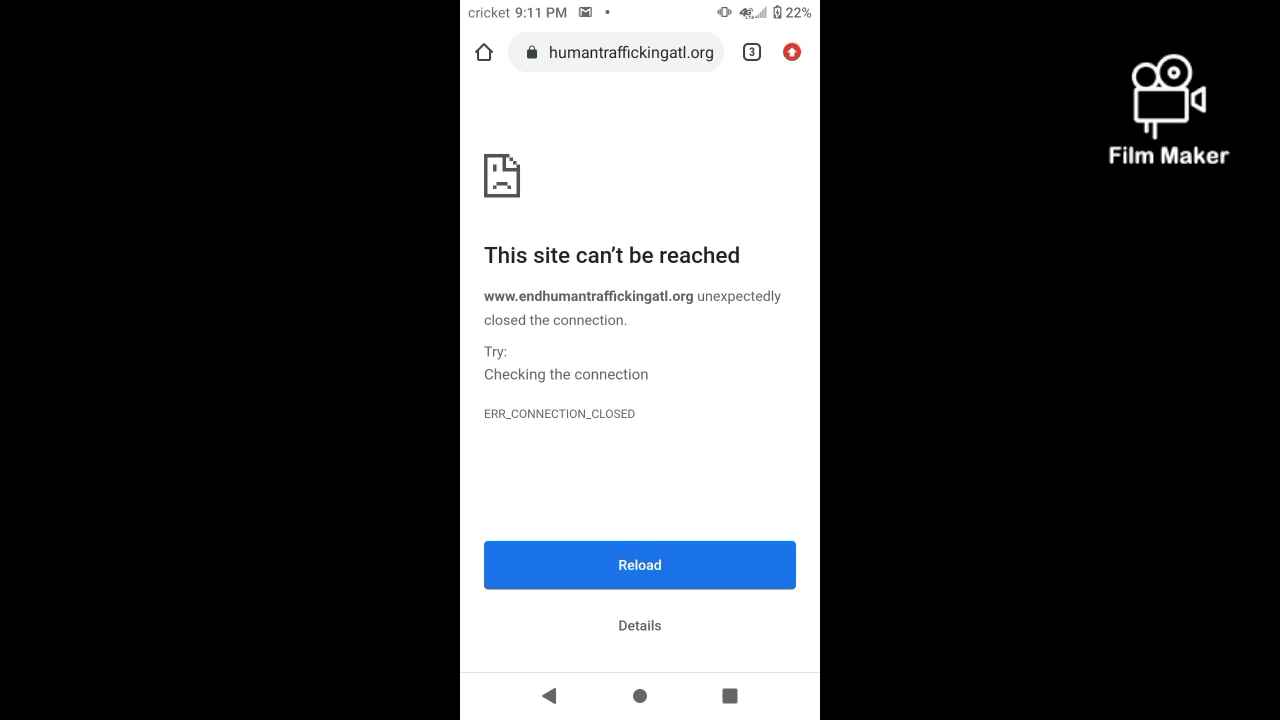 cricket 9:11 PM 22%
humantraffickingatl.org 3
Film Maker
This site can't be reached
www.endhumantraffickingatl.org unexpectedly
closed the connection.
Try:
Checking the connection
ERR_CONNECTION_CLOSED
Reload
Details